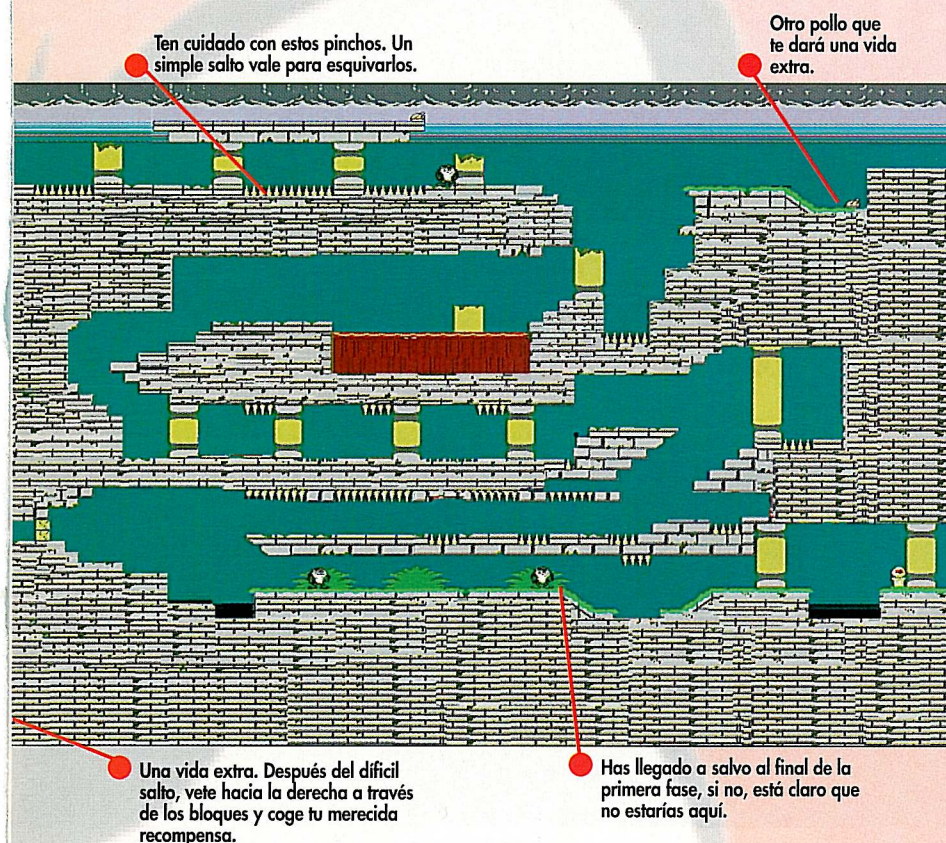 Ten cuidado con estos pinchos. Un
simple salto vale para esquivarlos.
Otro pollo que
te dará una vida
extra.
Una vida extra. Después del difícil
salto, vete hacia la derecha a través
de los bloques y coge tu merecida
recompensa.
Has llegado a salvo al final de la
primera fase, si no, está claro que
no estarías aquí.